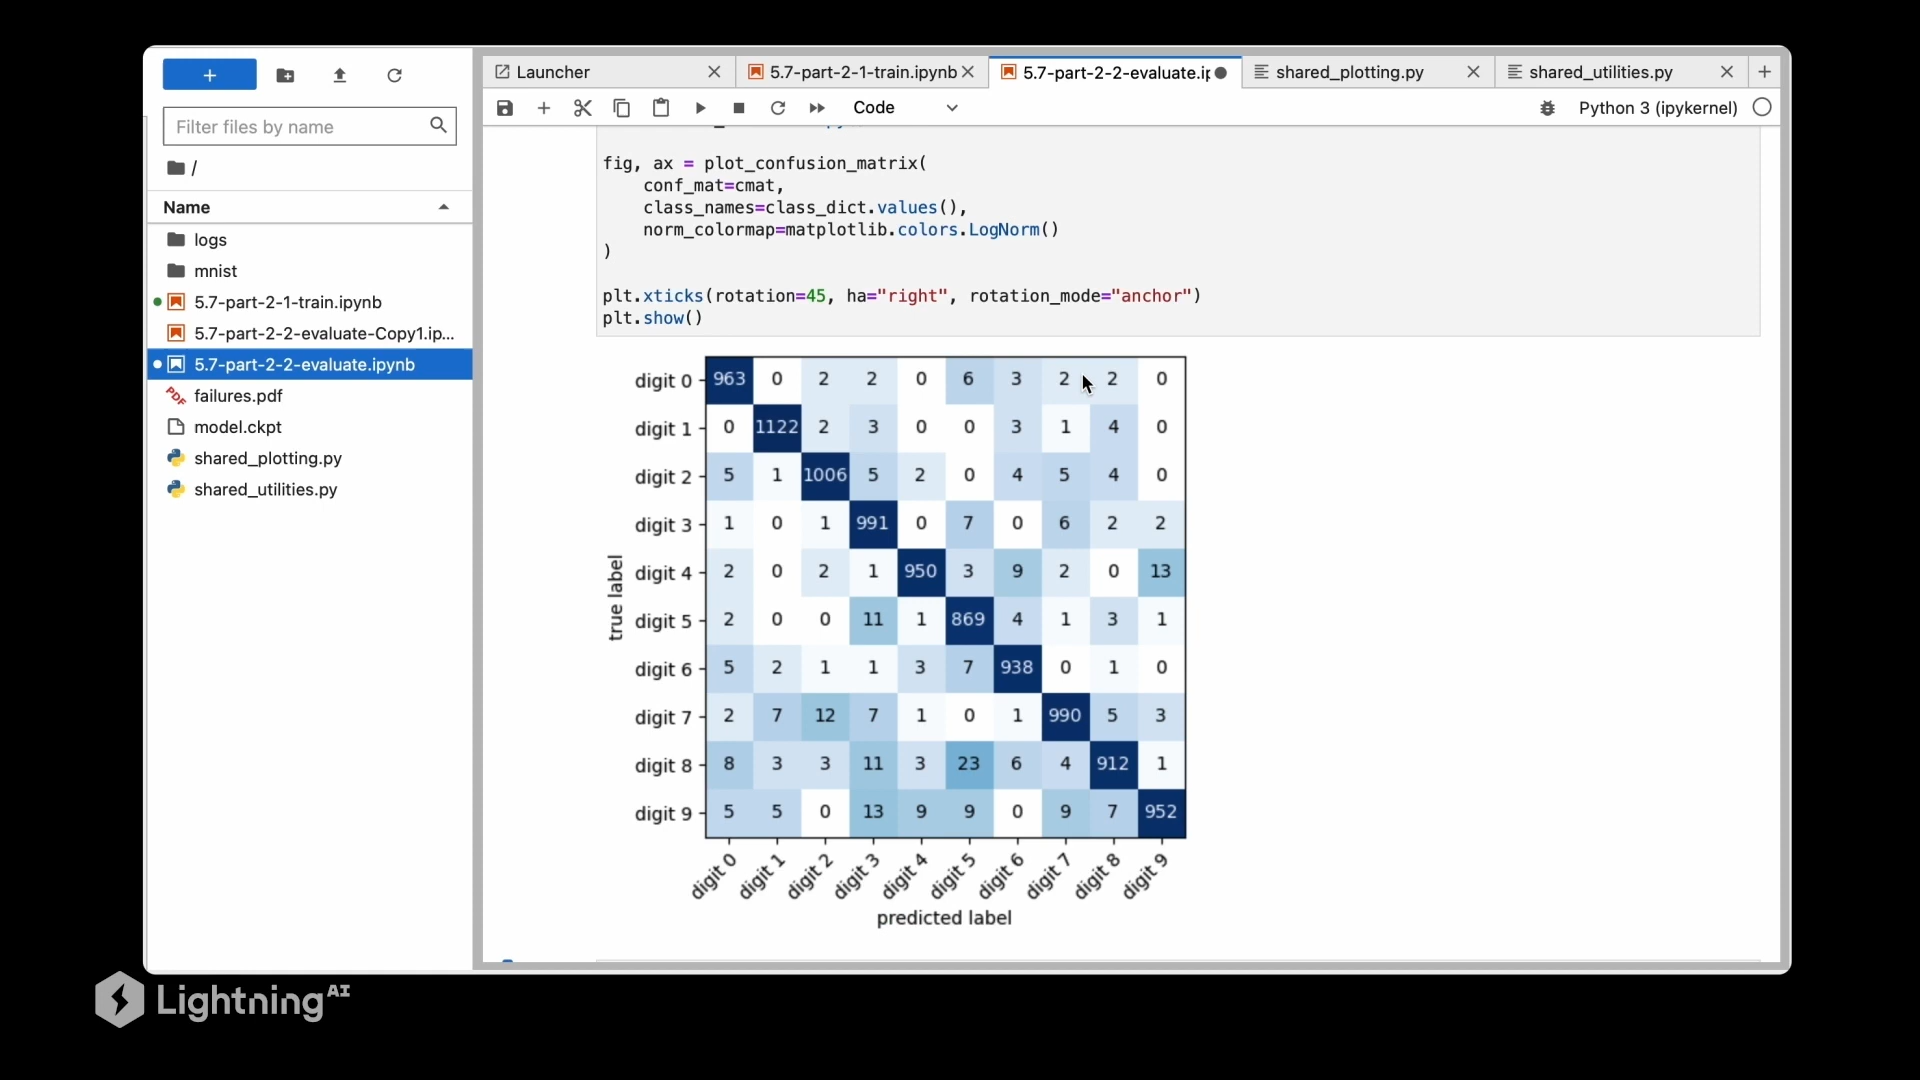 Launcher
5.7-part-2-1-train.ipynb
5.7-part-2-2-evaluate.ip
shared_plotting.py
shared_utilities.py
Code
Python 3 (ipykernel)
Filter files by name
/
Name
logs
mnist
5.7-part-2-1-train.ipynb
5.7-part-2-2-evaluate-Copy1.ip...
5.7-part-2-2-evaluate.ipynb
failures.pdf
model.ckpt
shared_plotting.py
shared_utilities.py
fig, ax = plot_confusion_matrix(
conf_mat=cmat,
class_names=class_dict.values(),
norm_colormap=matplotlib.colors.LogNorm()
)
plt.xticks(rotation=45, ha="right", rotation_mode="anchor")
plt.show()
true label
digit 0 963 0 2 2 0 6 3 2 2 0
digit 1 0 1122 2 3 0 0 3 1 4 0
digit 2 5 1 1006 5 2 0 4 5 4 0
digit 3 1 0 1 991 0 7 0 6 2 2
digit 4 2 0 2 1 950 3 9 2 0 13
digit 5 2 0 0 11 1 869 4 1 3 1
digit 6 5 2 1 1 3 7 938 0 1 0
digit 7 2 7 12 7 1 0 1 990 5 3
digit 8 8 3 3 11 3 23 6 4 912 1
digit 9 5 5 0 13 9 9 0 9 7 952
digit 0 digit 1 digit 2 digit 3 digit 4 digit 5 digit 6 digit 7 digit 8 digit 9
predicted label
Lightning AI